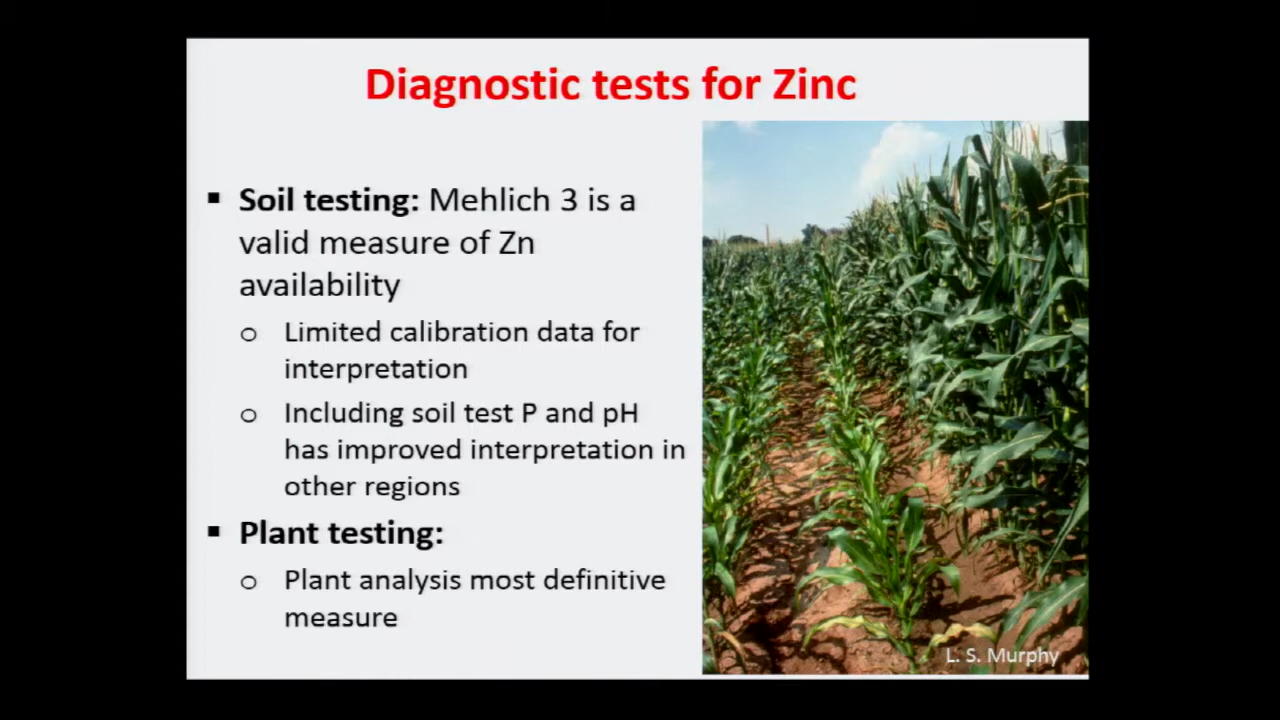 Diagnostic tests for Zinc
▪ Soil testing: Mehlich 3 is a
valid measure of Zn
availability
o Limited calibration data for
interpretation
o Including soil test P and pH
has improved interpretation in
other regions
▪ Plant testing:
o Plant analysis most definitive
measure
L. S. Murphy